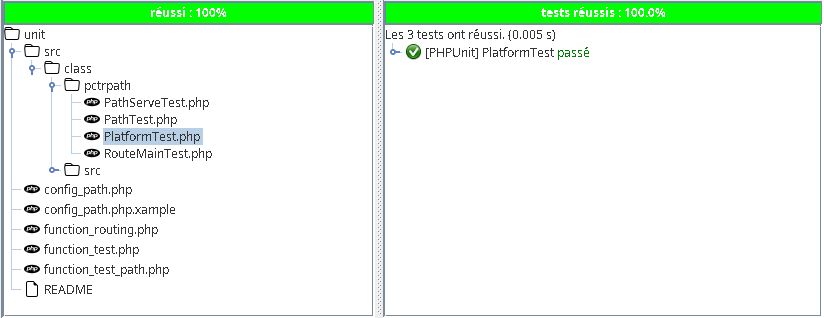 réussi : 100%
unit
src
class
pctrpath
php PathServeTest.php
php PathTest.php
php PlatformTest.php
php RouteMainTest.php
src
php config_path.php
php config_path.php.xample
php function_routing.php
php function_test.php
php function_test_path.php
README
tests réussis : 100.0%
Les 3 tests ont réussi. (0.005 s)
[PHPUnit] PlatformTest passé